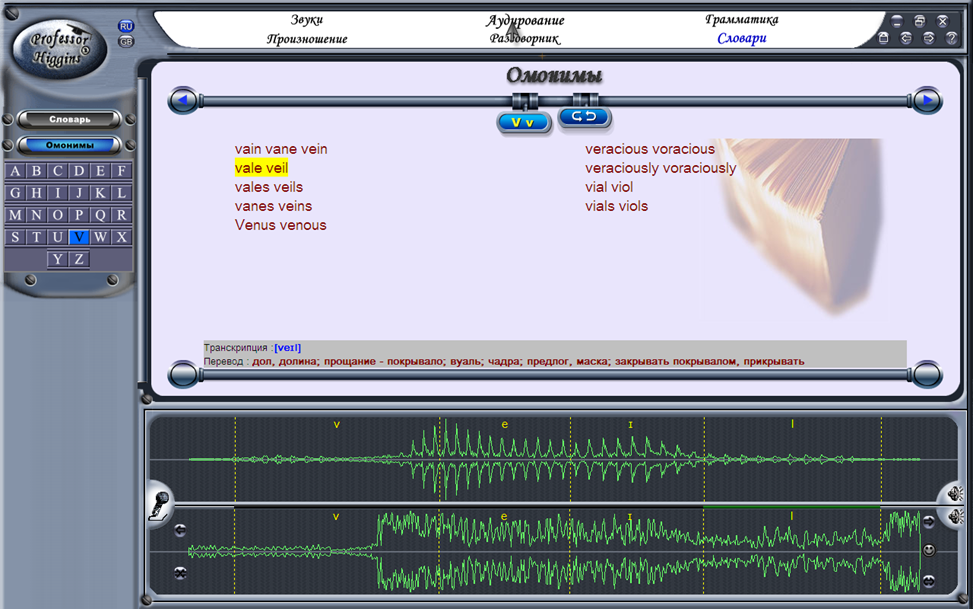 Professor
Higgins®
RU
GB
Звуки
Аудирование
Грамматика
Произношение
Разговорник
Словари
Словарь
Омонимы
A B C D E F
G H I J K L
M N O P Q R
S T U V W X
Y Z
Омонимы
V v
vain vane vein
vale veil
vales veils
vanes veins
Venus venous
veracious voracious
veraciously voraciously
vial viol
vials viols
Транскрипция :[veɪl]
Перевод : дол, долина; прощание - покрывало; вуаль; чадра; предлог, маска; закрывать покрывалом, прикрывать
v e ɪ l
v e ɪ l